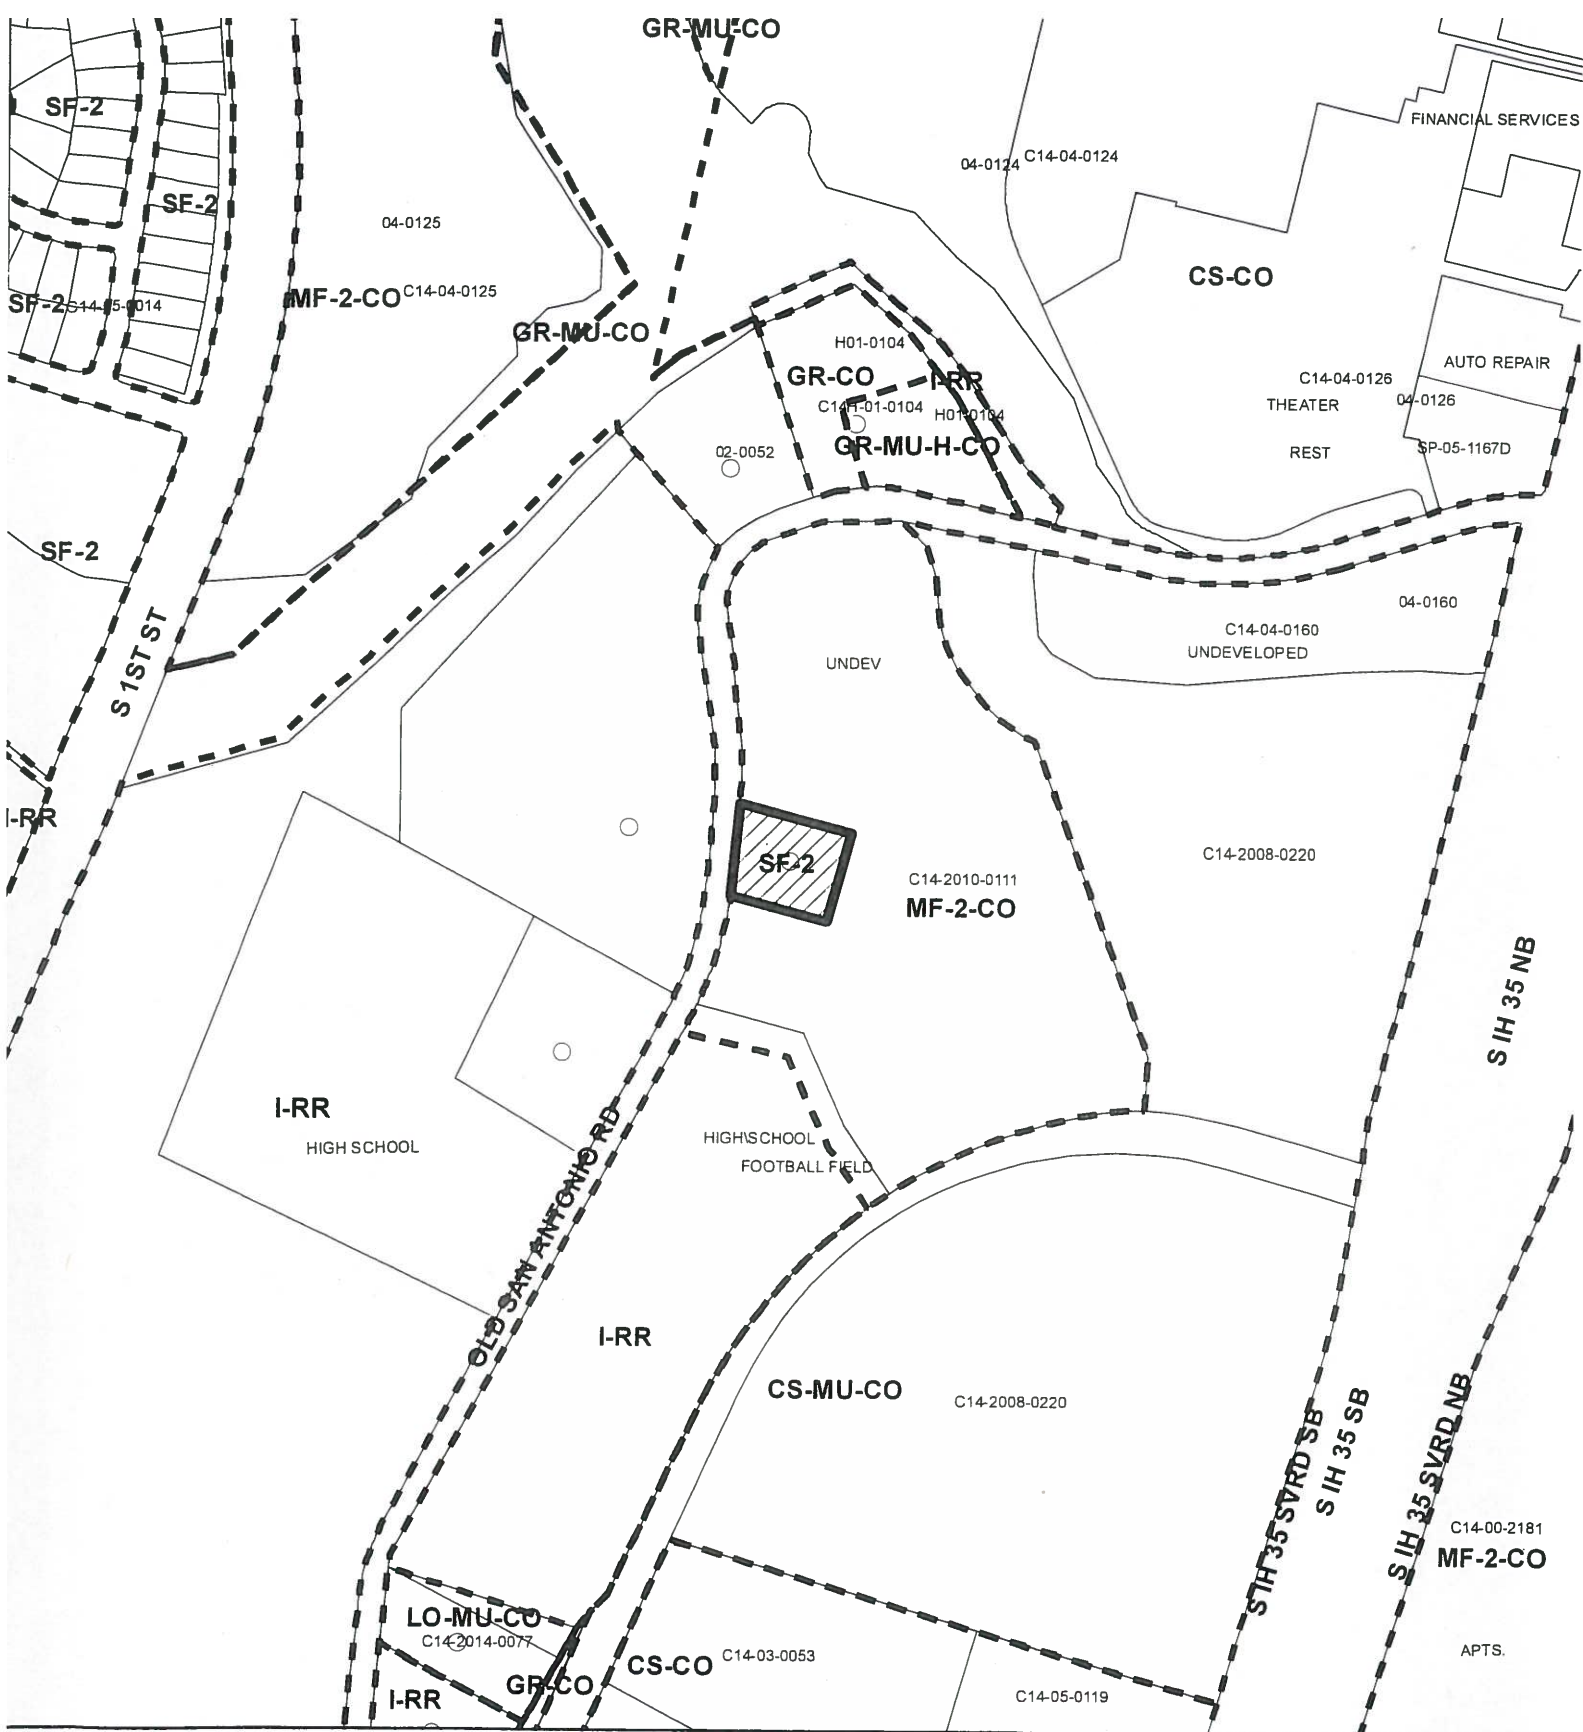 GR-MU-CO
SF-2
FINANCIAL SERVICES
04-0124
C14-04-0124
SF-2
04-0125
CS-CO
SF-2
C14-05-0014
MF-2-CO
C14-04-0125
GR-MU-CO
H01-0104
AUTO REPAIR
GR-CO
I-RR
C14-04-0126
04-0126
THEATER
C14H-01-0104
H01-0104
GR-MU-H-CO
02-0052
REST
SP-05-1167D
SF-2
04-0160
C14-04-0160
UNDEVELOPED
S 1ST ST
UNDEV
I-RR
SF-2
C14-2008-0220
C14-2010-0111
MF-2-CO
S IH 35 NB
I-RR
HIGH SCHOOL
HIGH SCHOOL
FOOTBALL FIELD
OLD SAN ANTONIO RD
I-RR
CS-MU-CO
C14-2008-0220
S IH 35 SVRD SB
S IH 35 SB
S IH 35 SVRD NB
C14-00-2181
MF-2-CO
LO-MU-CO
C14-2014-0077
CS-CO
C14-03-0053
APTS.
GR-CO
I-RR
C14-05-0119